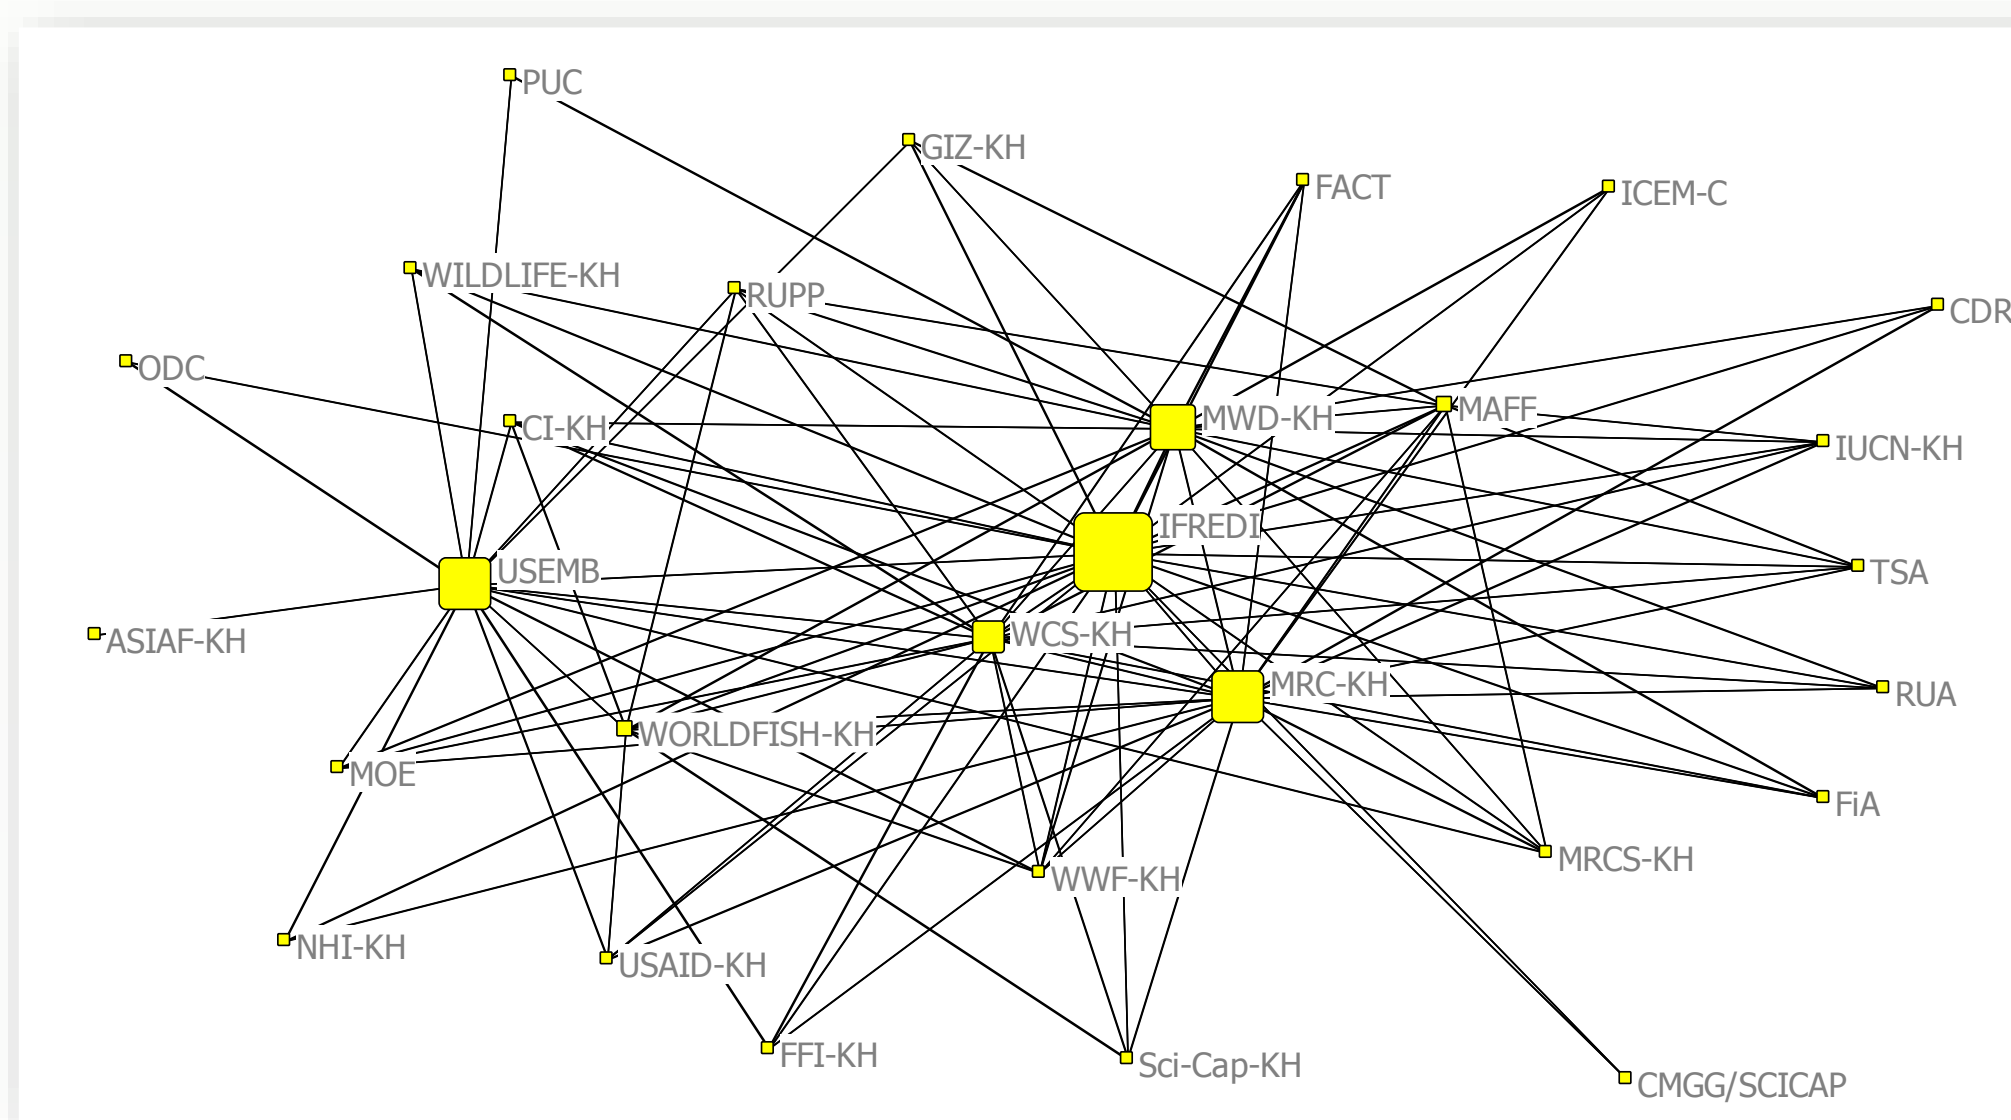 PUC
GIZ-KH
FACT
ICEM-C
WILDLIFE-KH
RUPP
CDR
ODC
CI-KH
MWD-KH
MAFF
IUCN-KH
IFREDI
USEMB
TSA
ASIAF-KH
WCS-KH
MRC-KH
RUA
WORLDFISH-KH
MOE
FiA
MRCS-KH
WWF-KH
NHI-KH
USAID-KH
FFI-KH
Sci-Cap-KH
CMGG/SCICAP